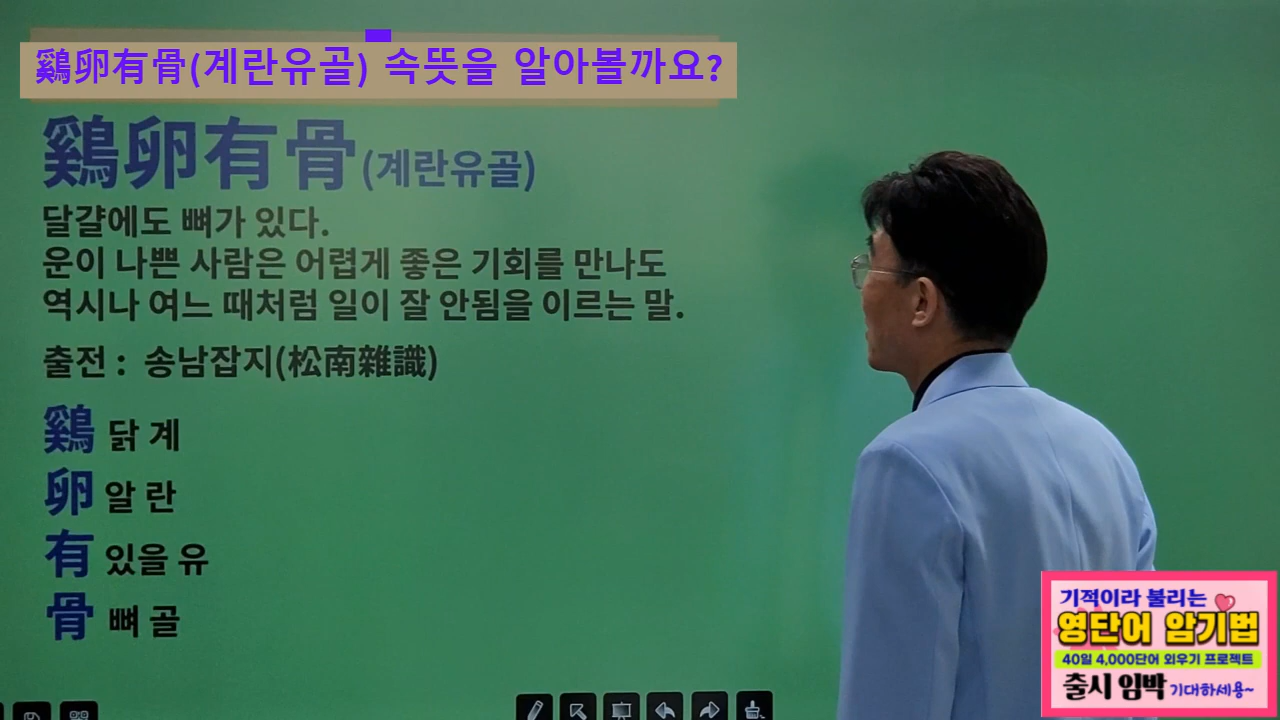 鷄卵有骨(계란유골) 속뜻을 알아볼까요?
鷄卵有骨(계란유골)
달걀에도 뼈가 있다.
운이 나쁜 사람은 어렵게 좋은 기회를 만나도
역시나 여느 때처럼 일이 잘 안됨을 이르는 말.
출전 : 송남잡지(松南雜識)
鷄 닭 계
卵 알 란
有 있을 유
骨 뼈 골
기적이라 불리는
영단어 암기법
40일 4,000단어 외우기 프로젝트
출시 임박 기대하세용~